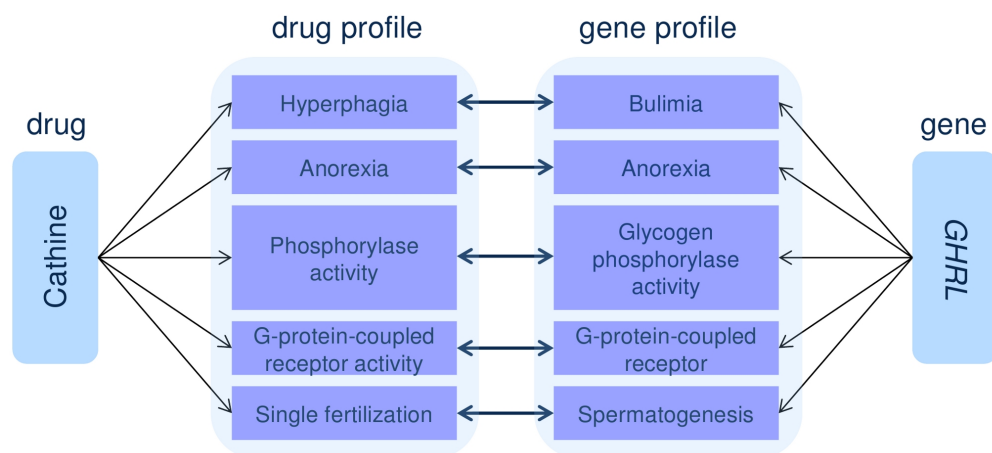 drug profile
gene profile
drug
gene
Cathine
GHRL
Hyperphagia
Bulimia
Anorexia
Anorexia
Phosphorylase
activity
Glycogen
phosphorylase
activity
G-protein-coupled
receptor activity
G-protein-coupled
receptor
Single fertilization
Spermatogenesis